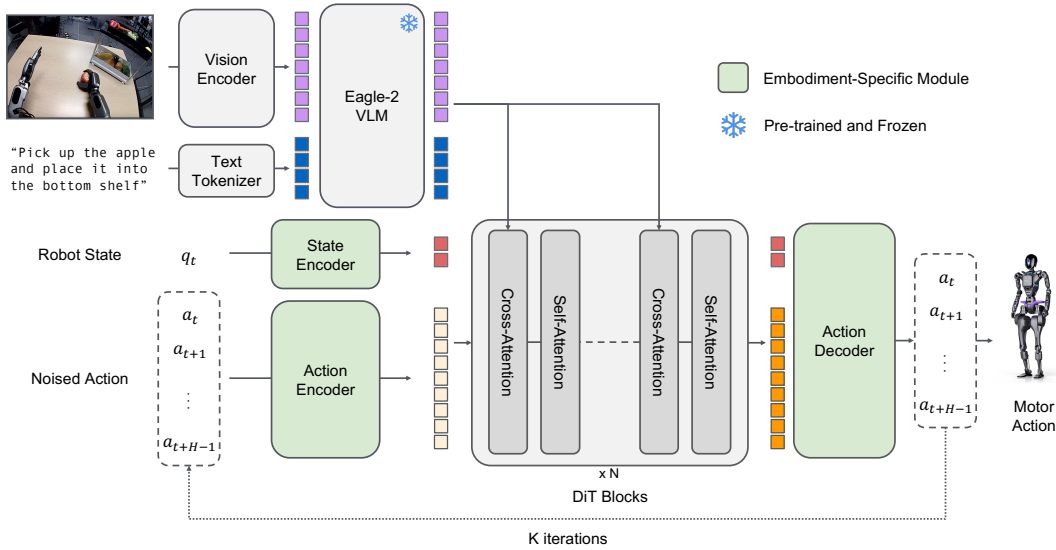 Vision
Encoder
Eagle-2
VLM
Embodiment-Specific Module
Pre-trained and Frozen
“Pick up the apple
and place it into
the bottom shelf”
Text
Tokenizer
Robot State
q_t
State
Encoder
Noised Action
a_t
a_{t+1}
⋮
a_{t+H−1}
Action
Encoder
Cross-Attention
Self-Attention
Cross-Attention
Self-Attention
x N
DiT Blocks
Action
Decoder
a_t
a_{t+1}
⋮
a_{t+H−1}
Motor
Action
K iterations